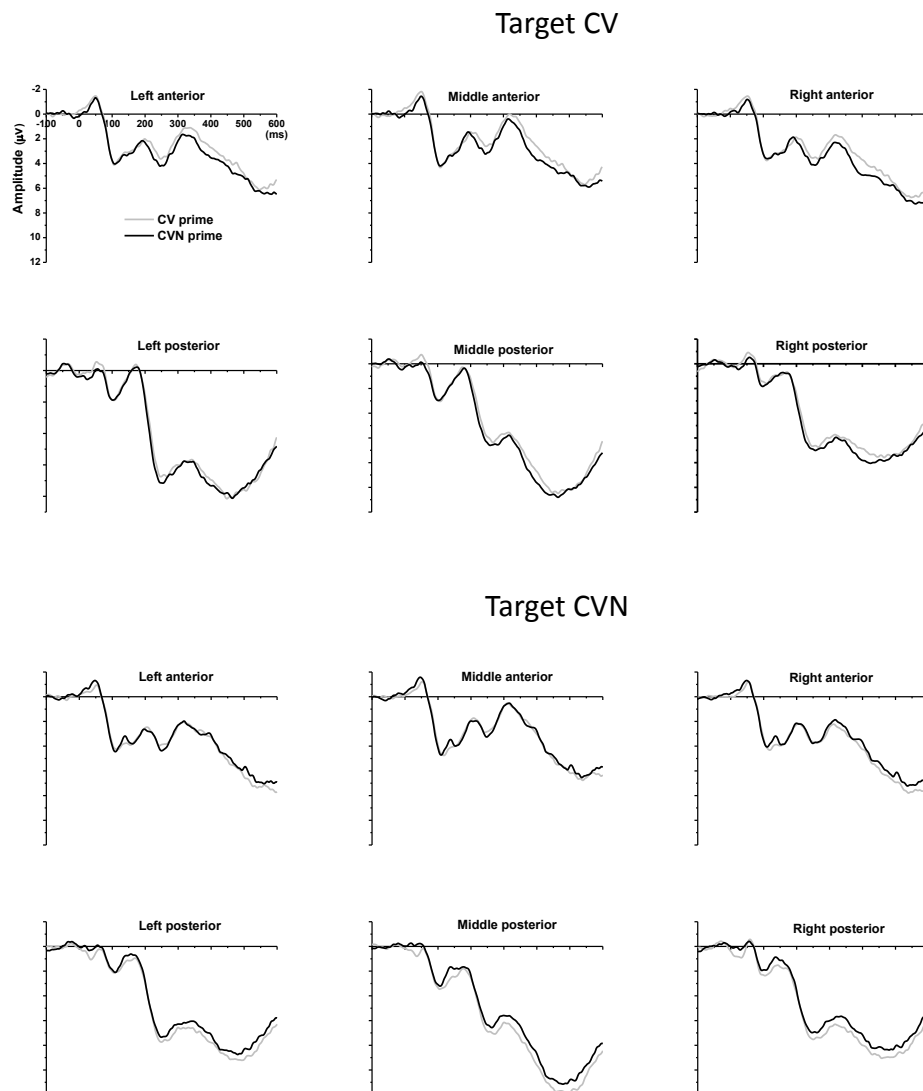 Target CV
Left anterior
Middle anterior
Right anterior
-2
0
2
4
6
8
10
12
-100 0 100 200 300 400 500 600
(ms)
Amplitude (µv)
CV prime
CVN prime
Left posterior
Middle posterior
Right posterior
Target CVN
Left anterior
Middle anterior
Right anterior
Left posterior
Middle posterior
Right posterior